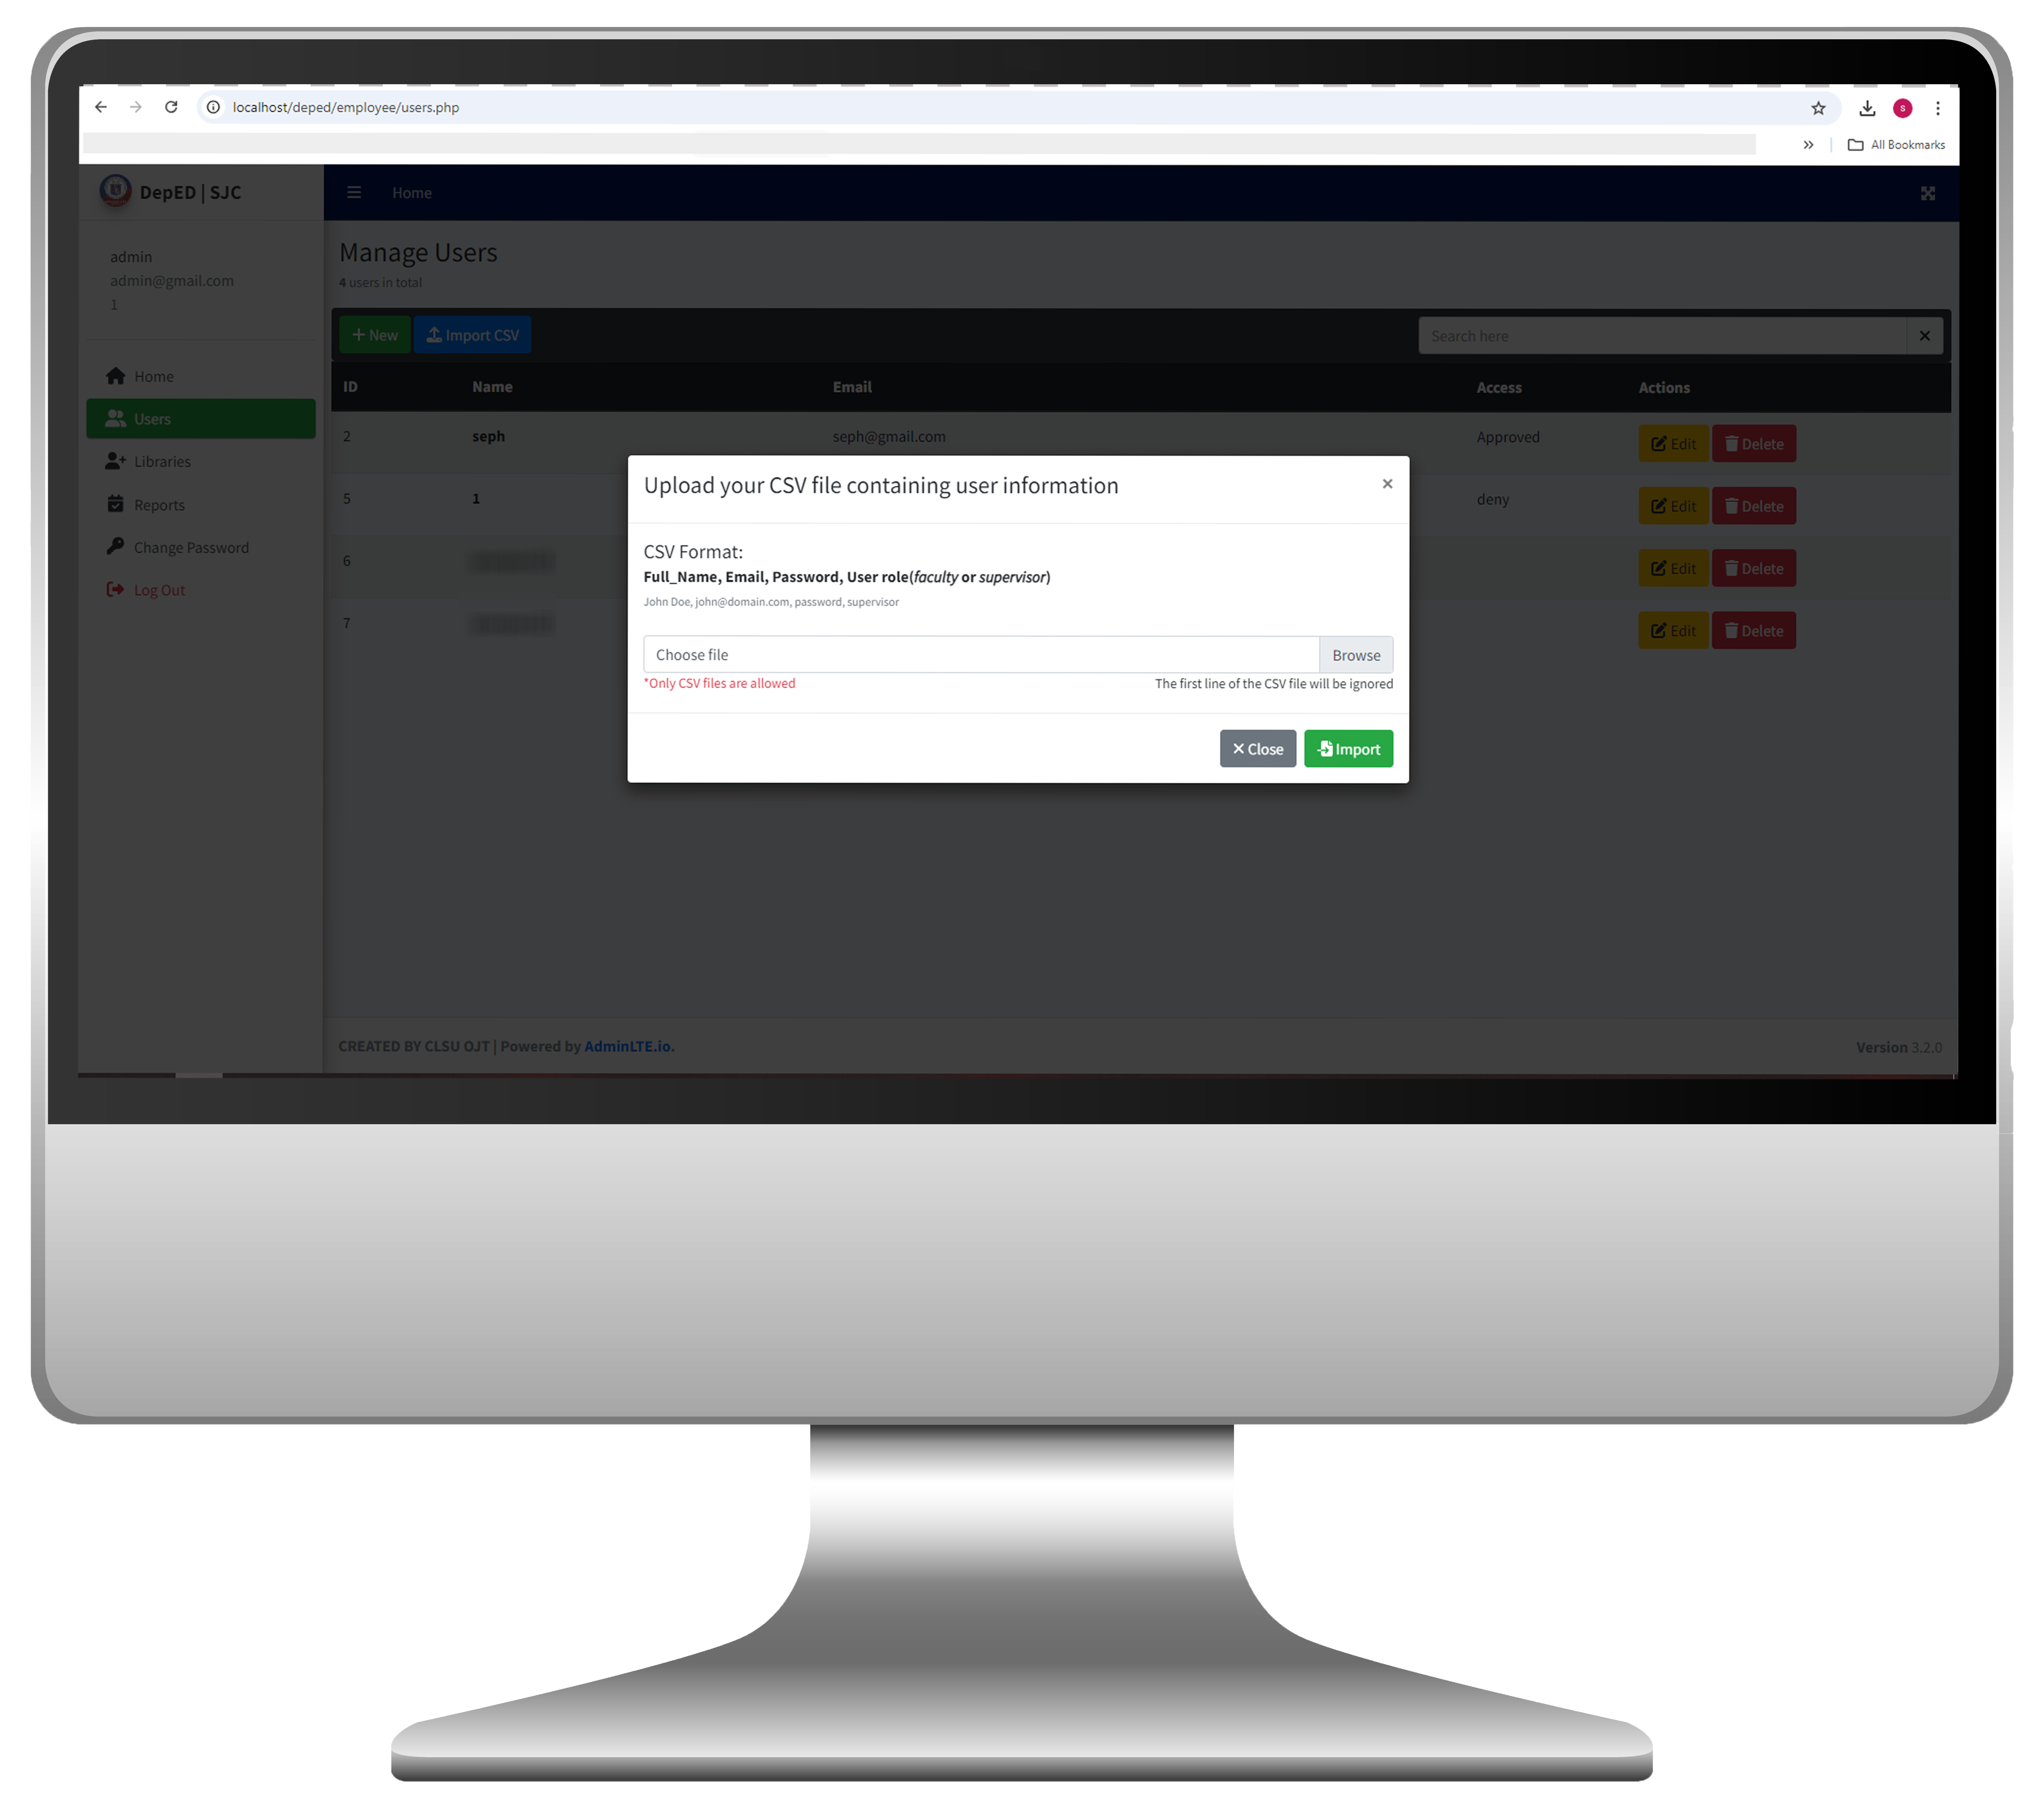 localhost/deped/employee/users.php
S
» All Bookmarks
DepED | SJC
Home
admin
admin@gmail.com
1
Home
Users
Libraries
Reports
Change Password
Log Out
Manage Users
4 users in total
+ New Import CSV
Search here ×
ID Name Email Access Actions
2 seph seph@gmail.com Approved Edit Delete
5 1 deny Edit Delete
6 Edit Delete
7 Edit Delete
Upload your CSV file containing user information ×
CSV Format:
Full_Name, Email, Password, User role(faculty or supervisor)
John Doe, john@domain.com, password, supervisor
Choose file Browse
*Only CSV files are allowed The first line of the CSV file will be ignored
× Close Import
CREATED BY CLSU OJT | Powered by AdminLTE.io. Version 3.2.0